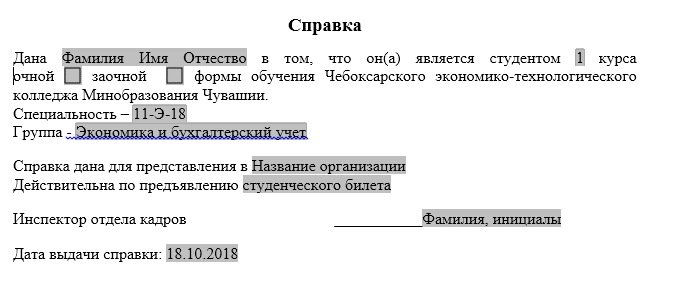 Справка
Дана Фамилия Имя Отчество в том, что он(а) является студентом 1 курса
очной заочной формы обучения Чебоксарского экономико-технологического
колледжа Минобразования Чувашии.
Специальность – 11-Э-18
Группа - Экономика и бухгалтерский учет
Справка дана для представления в Название организации
Действительна по предъявлению студенческого билета
Инспектор отдела кадров ____________Фамилия, инициалы
Дата выдачи справки: 18.10.2018